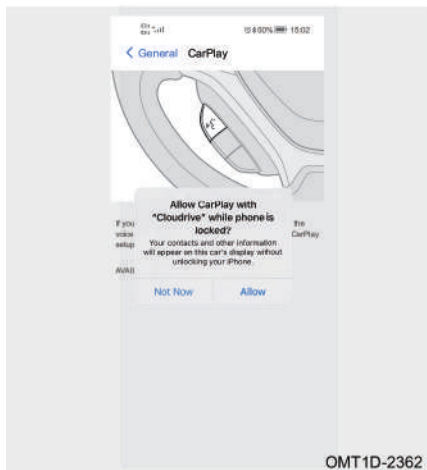 100% 15:02
General CarPlay
Allow CarPlay with
"Cloudrive" while phone is
locked?
If you the
voice CarPlay
setup
Your contacts and other information
will appear on this car's display without
unlocking your iPhone.
AVAIL
Not Now Allow
OMT1D-2362